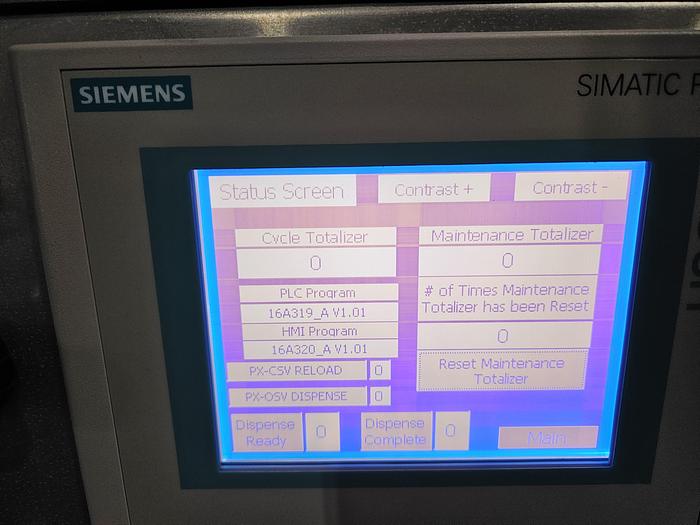 SIEMENS
SIMATIC
Status Screen
Contrast +
Contrast -
Cycle Totalizer
0
Maintenance Totalizer
0
PLC Program
16A319_A V1.01
HMI Program
16A320_A V1.01
# of Times Maintenance
Totalizer has been Reset
0
PX-CSV RELOAD 0
PX-OSV DISPENSE 0
Reset Maintenance
Totalizer
Dispense
Ready
0
Dispense
Complete
0
Main